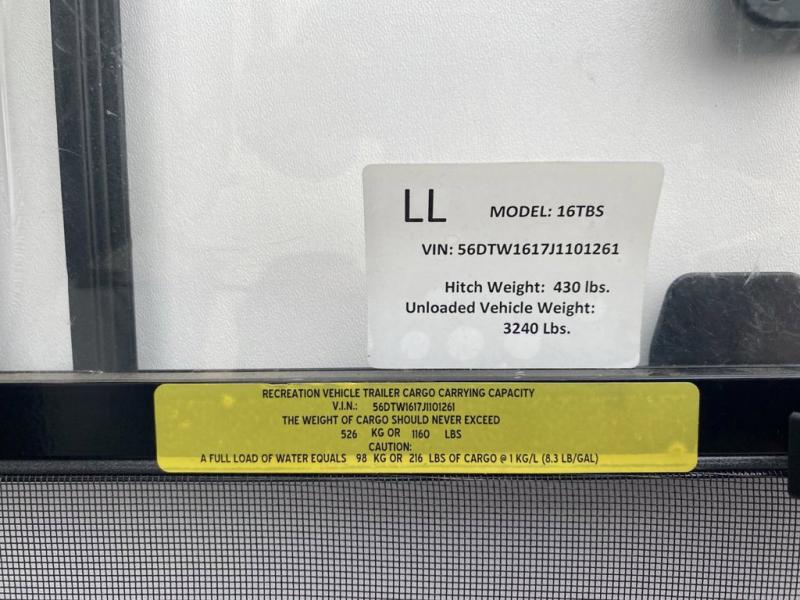 LL MODEL: 16TBS
VIN: 56DTW1617J1101261
Hitch Weight: 430 lbs.
Unloaded Vehicle Weight:
3240 Lbs.
RECREATION VEHICLE TRAILER CARGO CARRYING CAPACITY
V.I.N.: 56DTW1617J1101261
THE WEIGHT OF CARGO SHOULD NEVER EXCEED
526 KG OR 1160 LBS
CAUTION:
A FULL LOAD OF WATER EQUALS 98 KG OR 216 LBS OF CARGO @ 1 KG/L (8.3 LB/GAL)